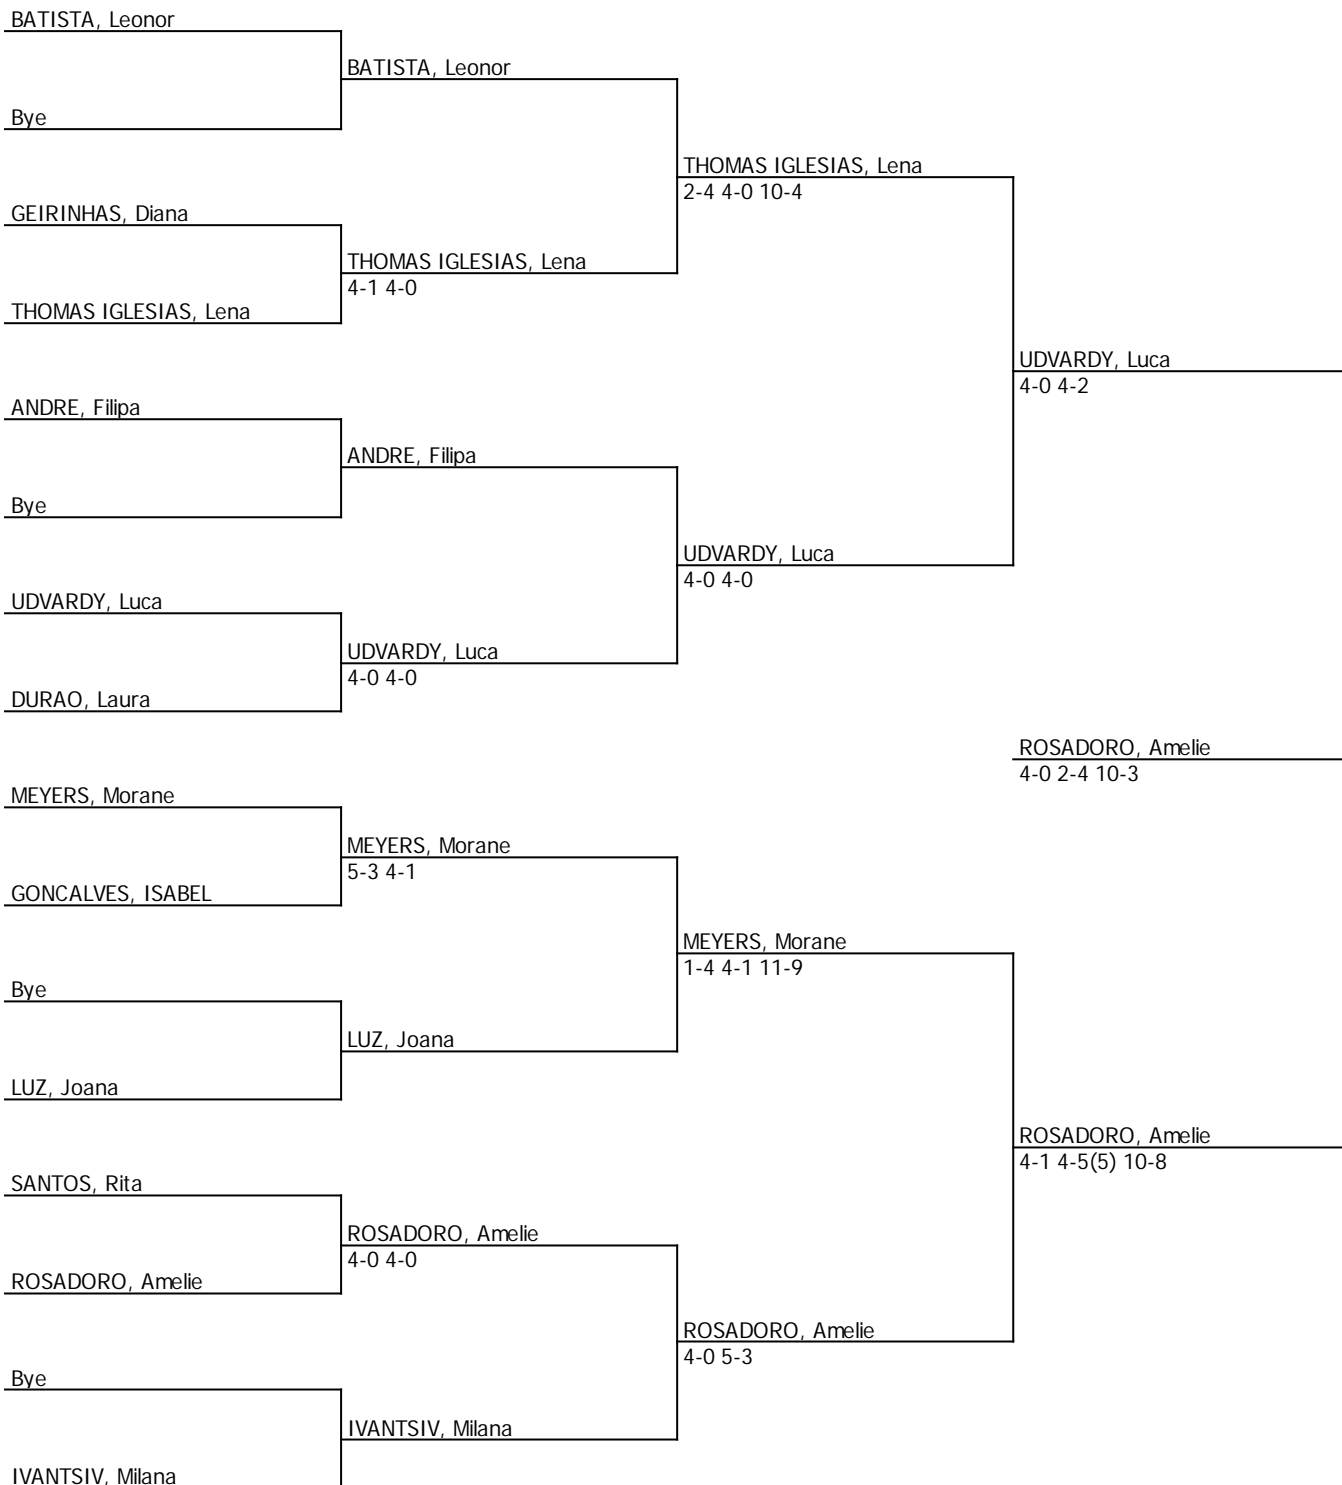 BATISTA, Leonor
BATISTA, Leonor
Bye
THOMAS IGLESIAS, Lena
2-4 4-0 10-4
GEIRINHAS, Diana
THOMAS IGLESIAS, Lena
4-1 4-0
THOMAS IGLESIAS, Lena
UDVARDY, Luca
4-0 4-2
ANDRE, Filipa
ANDRE, Filipa
Bye
UDVARDY, Luca
4-0 4-0
UDVARDY, Luca
UDVARDY, Luca
4-0 4-0
DURAO, Laura
ROSADORO, Amelie
4-0 2-4 10-3
MEYERS, Morane
MEYERS, Morane
5-3 4-1
GONCALVES, ISABEL
MEYERS, Morane
1-4 4-1 11-9
Bye
LUZ, Joana
LUZ, Joana
ROSADORO, Amelie
4-1 4-5(5) 10-8
SANTOS, Rita
ROSADORO, Amelie
4-0 4-0
ROSADORO, Amelie
ROSADORO, Amelie
4-0 5-3
Bye
IVANTSIV, Milana
IVANTSIV, Milana